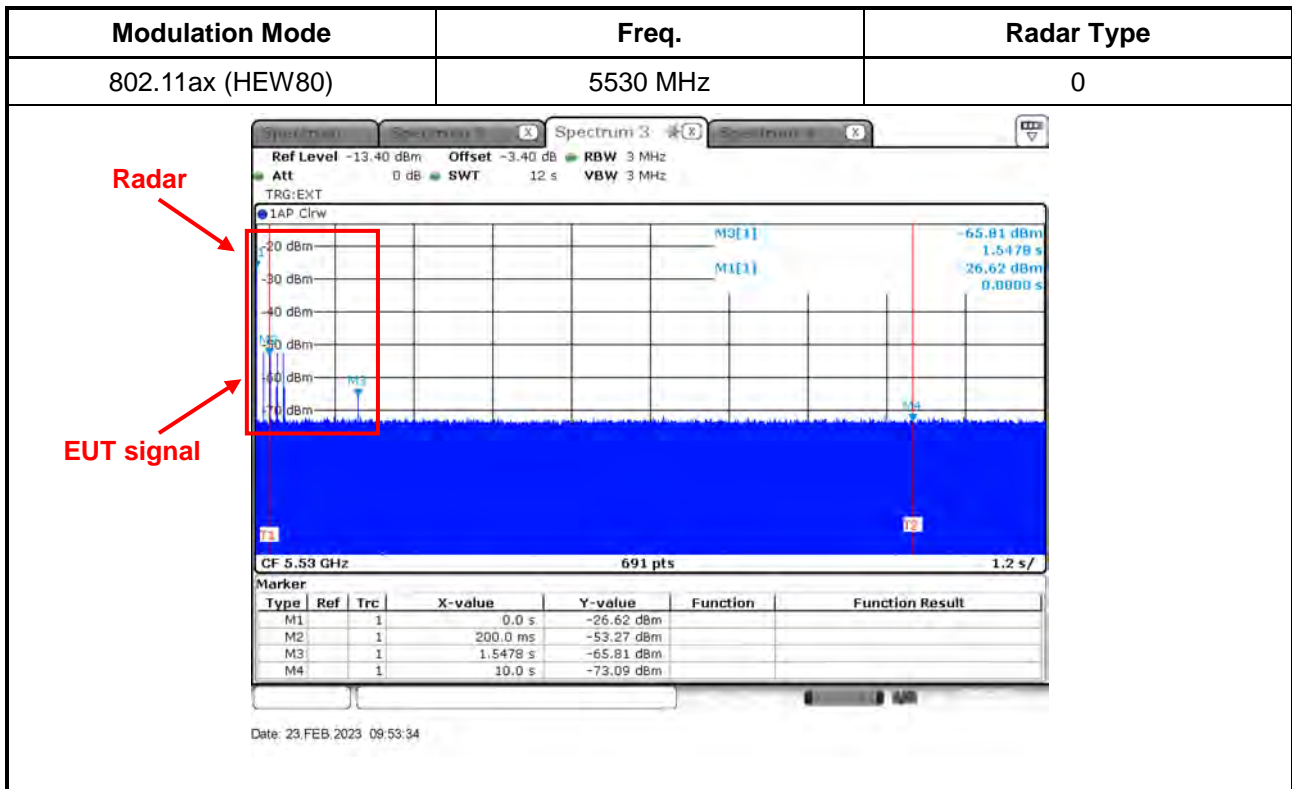 Modulation Mode Freq. Radar Type
802.11ax (HEW80) 5530 MHz 0
Spectrum 3
Ref Level -13.40 dBm Offset -3.40 dB RBW 3 MHz
Att 0 dB SWT 12 s VBW 3 MHz
TRG:EXT
1AP Clrw
Radar
M3[1] -65.81 dBm
1.5478 s
M1[1] 26.62 dBm
0.0000 s
-20 dBm
-30 dBm
-40 dBm
-50 dBm
-60 dBm
-70 dBm
M3
M4
EUT signal
T1
T2
CF 5.53 GHz 691 pts 1.2 s/
Marker
Type Ref Trc X-value Y-value Function Function Result
M1 1 0.0 s -26.62 dBm
M2 1 200.0 ms -53.27 dBm
M3 1 1.5478 s -65.81 dBm
M4 1 10.0 s -73.09 dBm
Date: 23.FEB.2023 09:53:34